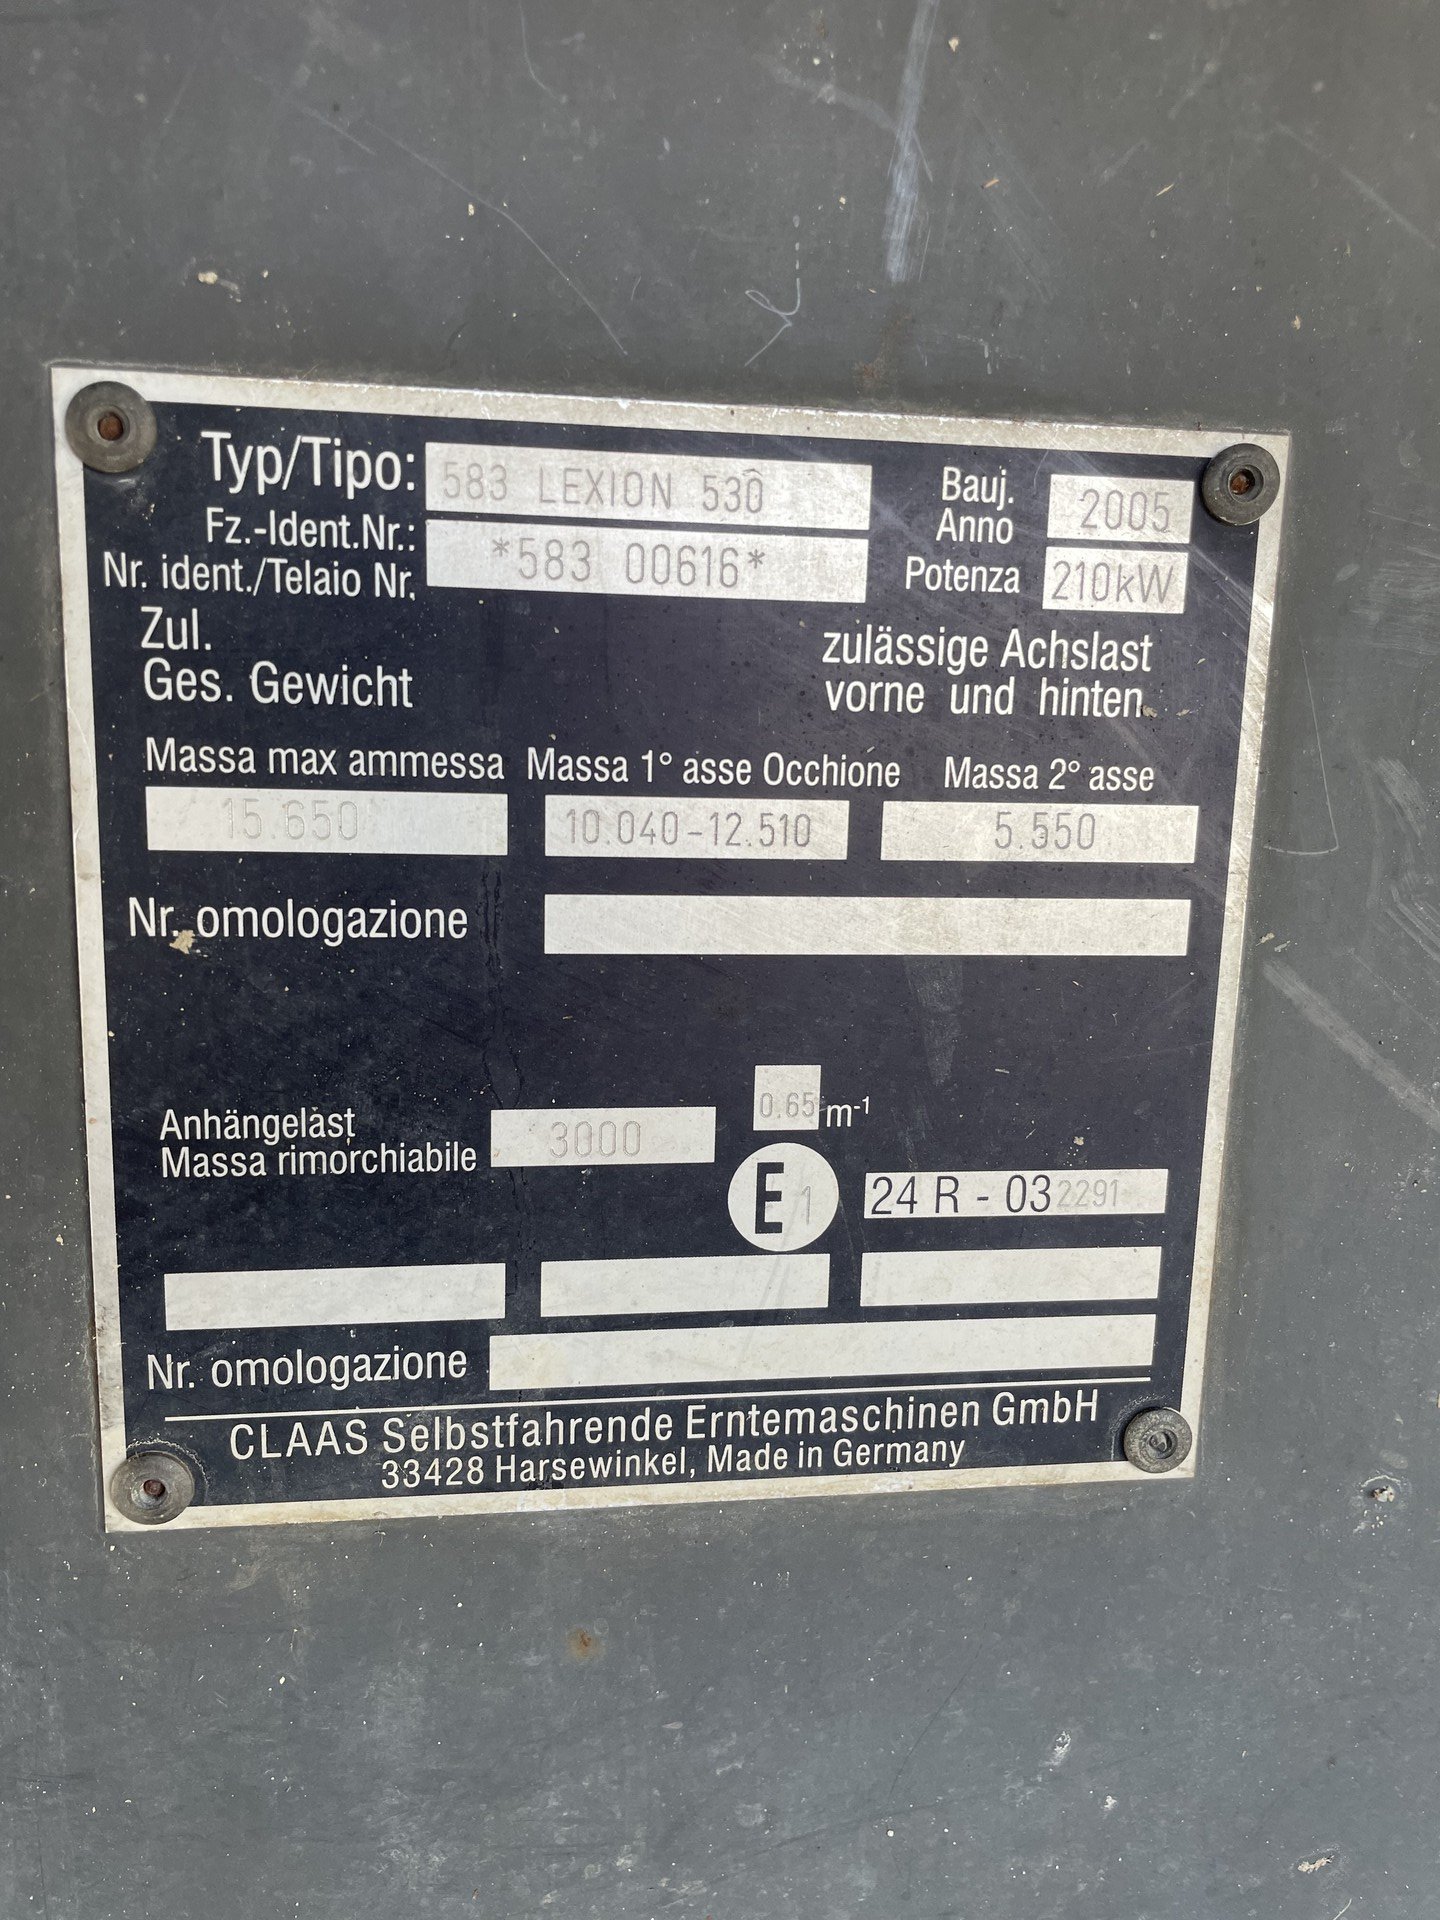 Typ/Tipo: 583 LEXION 530 Bauj. Anno 2005
Fz.-Ident.Nr.: Nr. ident./Telaio Nr. *583 00616* Potenza 210kW
Zul. Ges. Gewicht
zulässige Achslast vorne und hinten
Massa max ammessa Massa 1° asse Occhione Massa 2° asse
15.650 10.040-12.510 5.550
Nr. omologazione
0.65 m-1
Anhängelast Massa rimorchiabile 3000
E 1 24 R - 03 2291
Nr. omologazione
CLAAS Selbstfahrende Erntemaschinen GmbH
33428 Harsewinkel, Made in Germany